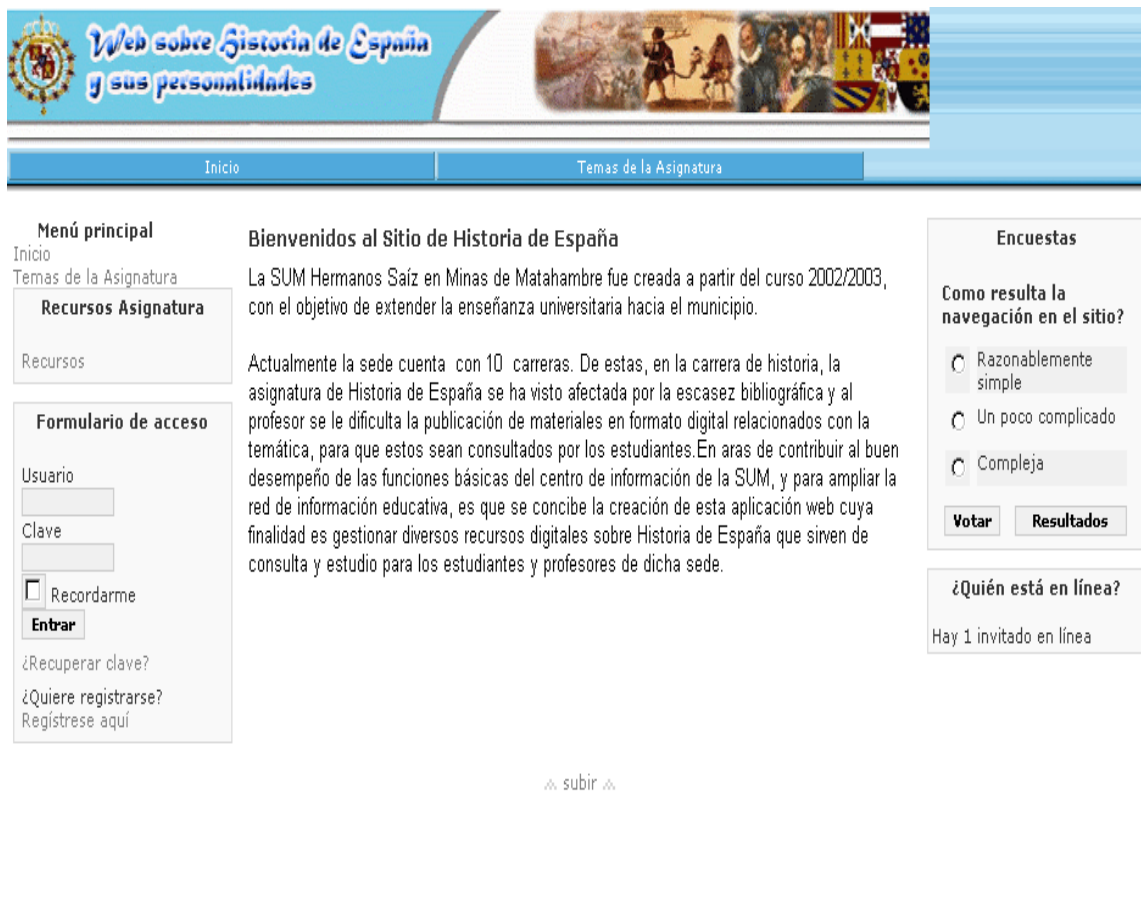 Web sobre Historia de España
y sus personalidades
Inicio
Temas de la Asignatura
Menú principal
Inicio
Temas de la Asignatura
Recursos Asignatura
Recursos
Formulario de acceso
Usuario
Clave
Recordarme
Entrar
¿Recuperar clave?
¿Quiere registrarse?
Regístrese aquí
Bienvenidos al Sitio de Historia de España
La SUM Hermanos Saíz en Minas de Matahambre fue creada a partir del curso 2002/2003,
con el objetivo de extender la enseñanza universitaria hacia el municipio.
Actualmente la sede cuenta con 10 carreras. De estas, en la carrera de historia, la
asignatura de Historia de España se ha visto afectada por la escasez bibliográfica y al
profesor se le dificulta la publicación de materiales en formato digital relacionados con la
temática, para que estos sean consultados por los estudiantes.En aras de contribuir al buen
desempeño de las funciones básicas del centro de información de la SUM, y para ampliar la
red de información educativa, es que se concibe la creación de esta aplicación web cuya
finalidad es gestionar diversos recursos digitales sobre Historia de España que sirven de
consulta y estudio para los estudiantes y profesores de dicha sede.
Encuestas
Como resulta la
navegación en el sitio?
Razonablemente
simple
Un poco complicado
Compleja
Votar Resultados
¿Quién está en línea?
Hay 1 invitado en línea
subir